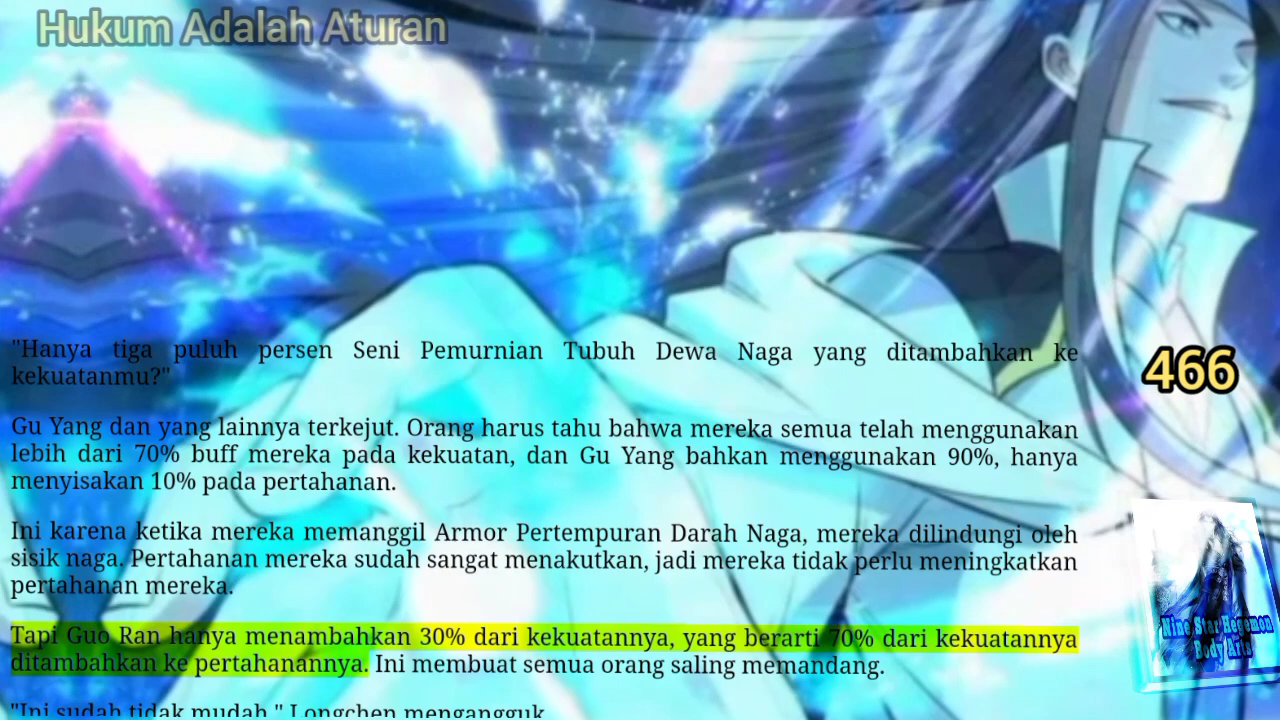 Hukum Adalah Aturan
"Hanya tiga puluh persen Seni Pemurnian Tubuh Dewa Naga yang ditambahkan ke
kekuatanmu?"
Gu Yang dan yang lainnya terkejut. Orang harus tahu bahwa mereka semua telah menggunakan
lebih dari 70% buff mereka pada kekuatan, dan Gu Yang bahkan menggunakan 90%, hanya
menyisakan 10% pada pertahanan.
Ini karena ketika mereka memanggil Armor Pertempuran Darah Naga, mereka dilindungi oleh
sisik naga. Pertahanan mereka sudah sangat menakutkan, jadi mereka tidak perlu meningkatkan
pertahanan mereka.
Tapi Guo Ran hanya menambahkan 30% dari kekuatannya, yang berarti 70% dari kekuatannya
ditambahkan ke pertahanannya. Ini membuat semua orang saling memandang.
"Ini sudah tidak mudah." Longchen mengangguk.
466
Nine Star Hegemon
Body Arts